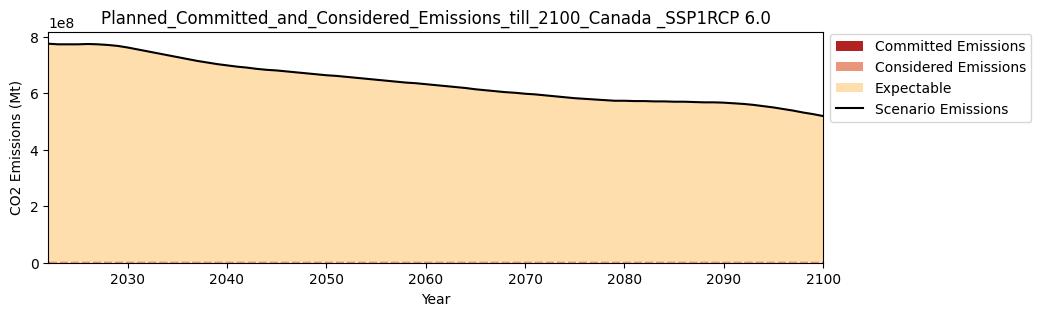 Planned_Committed_and_Considered_Emissions_till_2100_Canada _SSP1RCP 6.0
1e8
8
6
4
2
0
CO2 Emissions (Mt)
2030 2040 2050 2060 2070 2080 2090 2100
Year
Committed Emissions
Considered Emissions
Expectable
Scenario Emissions